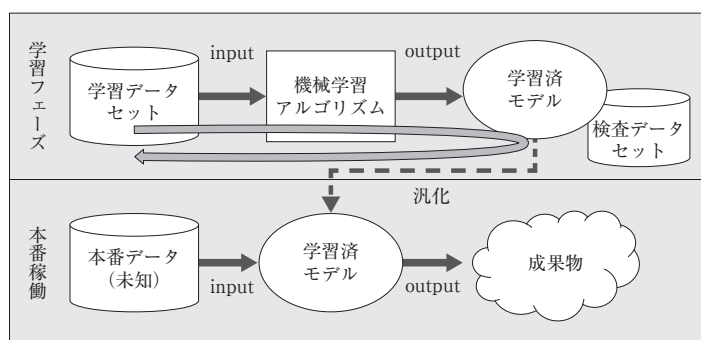 学習フェーズ
学習データ
セット
input
機械学習
アルゴリズム
output
学習済
モデル
検査データ
セット
汎化
本番稼働
本番データ
(未知)
input
学習済
モデル
output
成果物